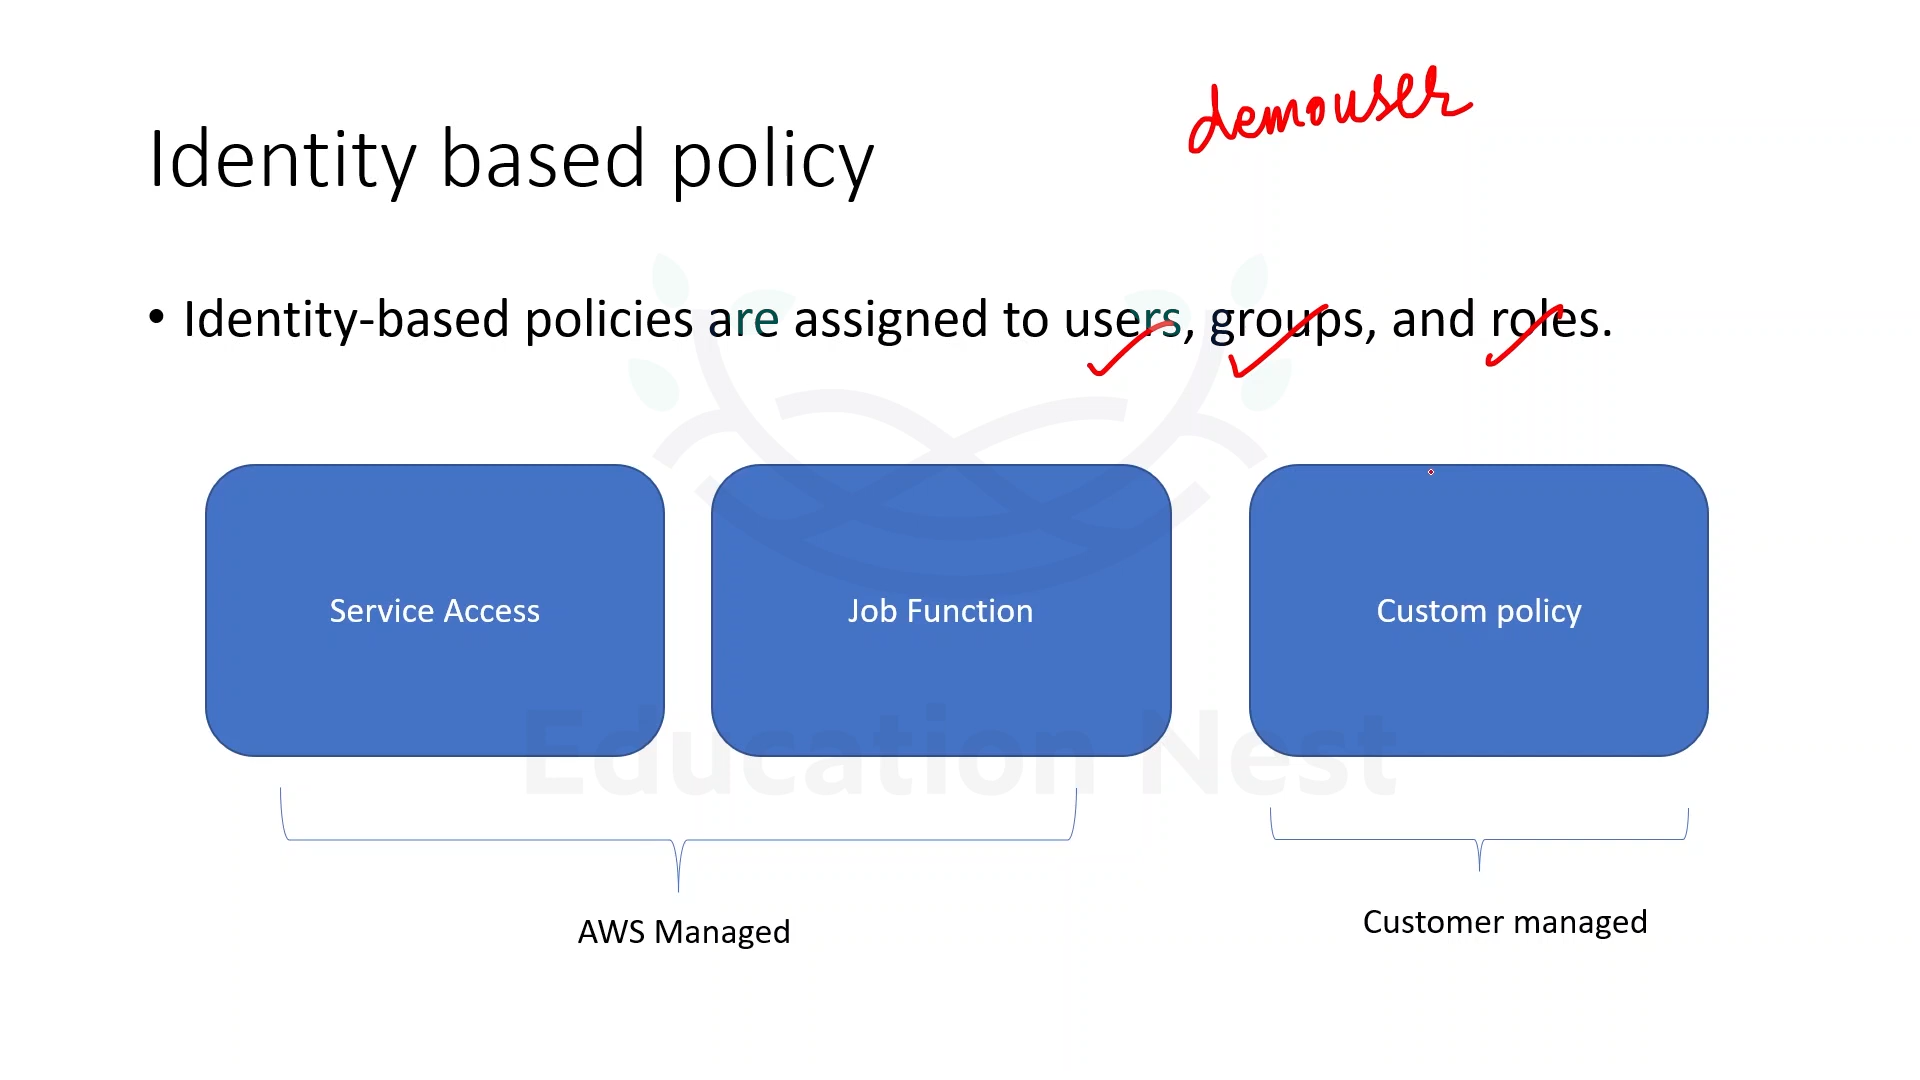 demouser
Identity based policy
• Identity-based policies are assigned to users, groups, and roles.
Service Access
Job Function
Custom policy
Education Nest
AWS Managed
Customer managed